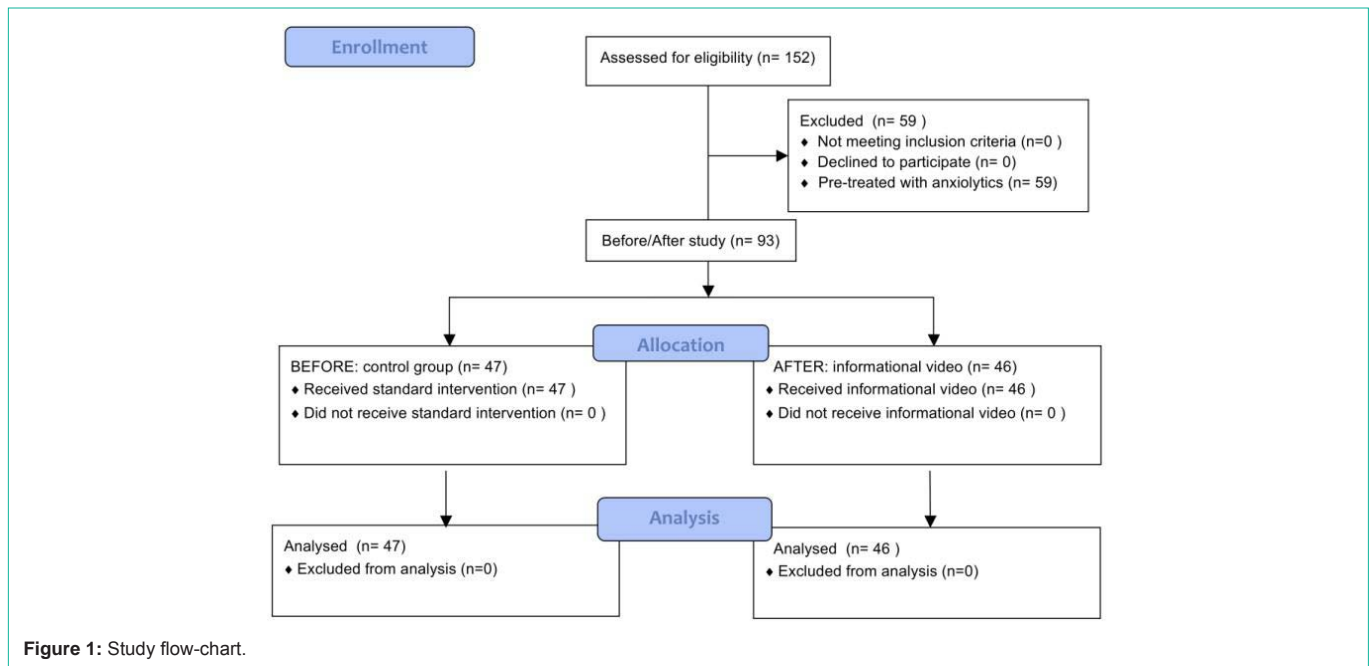 Enrollment
Assessed for eligibility (n= 152)
Excluded (n= 59 )
♦ Not meeting inclusion criteria (n=0 )
♦ Declined to participate (n= 0)
♦ Pre-treated with anxiolytics (n= 59)
Before/After study (n= 93)
Allocation
BEFORE: control group (n= 47)
♦ Received standard intervention (n= 47 )
♦ Did not receive standard intervention (n= 0 )
AFTER: informational video (n= 46)
♦ Received informational video (n= 46 )
♦ Did not receive informational video (n= 0 )
Analysis
Analysed (n= 47)
♦ Excluded from analysis (n=0)
Analysed (n= 46 )
♦ Excluded from analysis (n=0)
Figure 1: Study flow-chart.